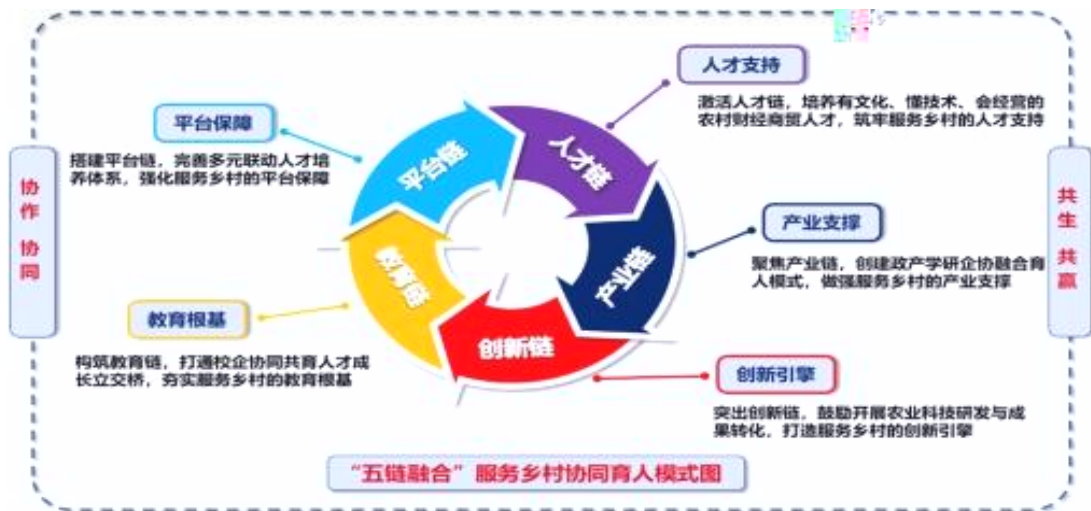 人才支持
激活人才链，培养有文化、懂技术、会经营的
农村财经商贸人才，筑牢服务乡村的人才支持
平台保障
搭建平台链，完善多元联动人才培
养体系，强化服务乡村的平台保障
平台链
人才链
协作 协同
共生 共赢
产业支撑
聚焦产业链，创建政产学研企协融合育
人模式，做强服务乡村的产业支撑
教育链
产业链
创新链
教育根基
构筑教育链，打通校企协同共育人才成
长立交桥，夯实服务乡村的教育根基
创新引擎
突出创新链，鼓励开展农业科技研发与成
果转化，打造服务乡村的创新引擎
“五链融合”服务乡村协同育人模式图